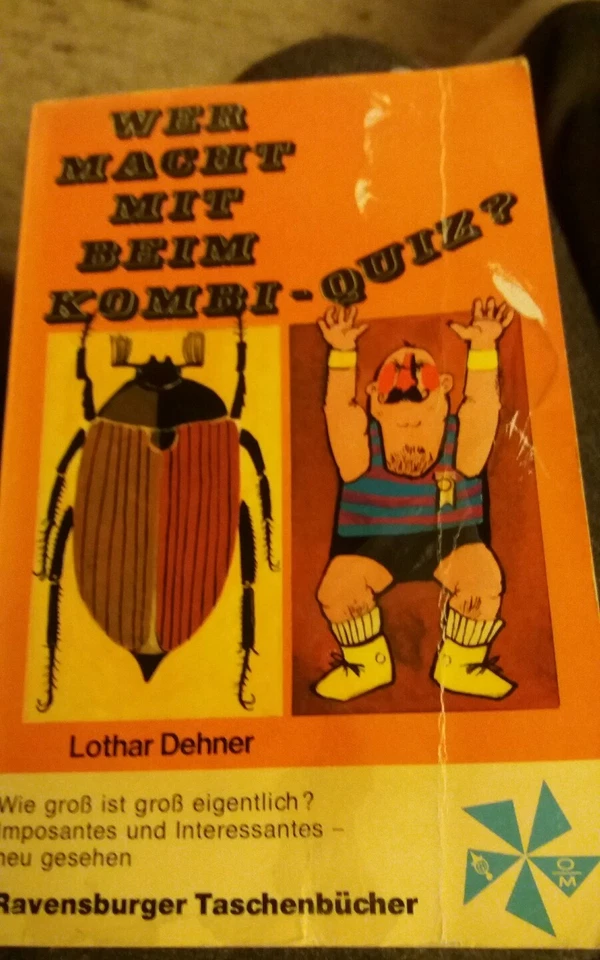 WER
MACHT
MIT
BEIM
KOMBI-QUIZ?
Lothar Dehner
Wie groß ist groß eigentlich?
Imposantes und Interessantes –
neu gesehen
Ravensburger Taschenbücher
O
M